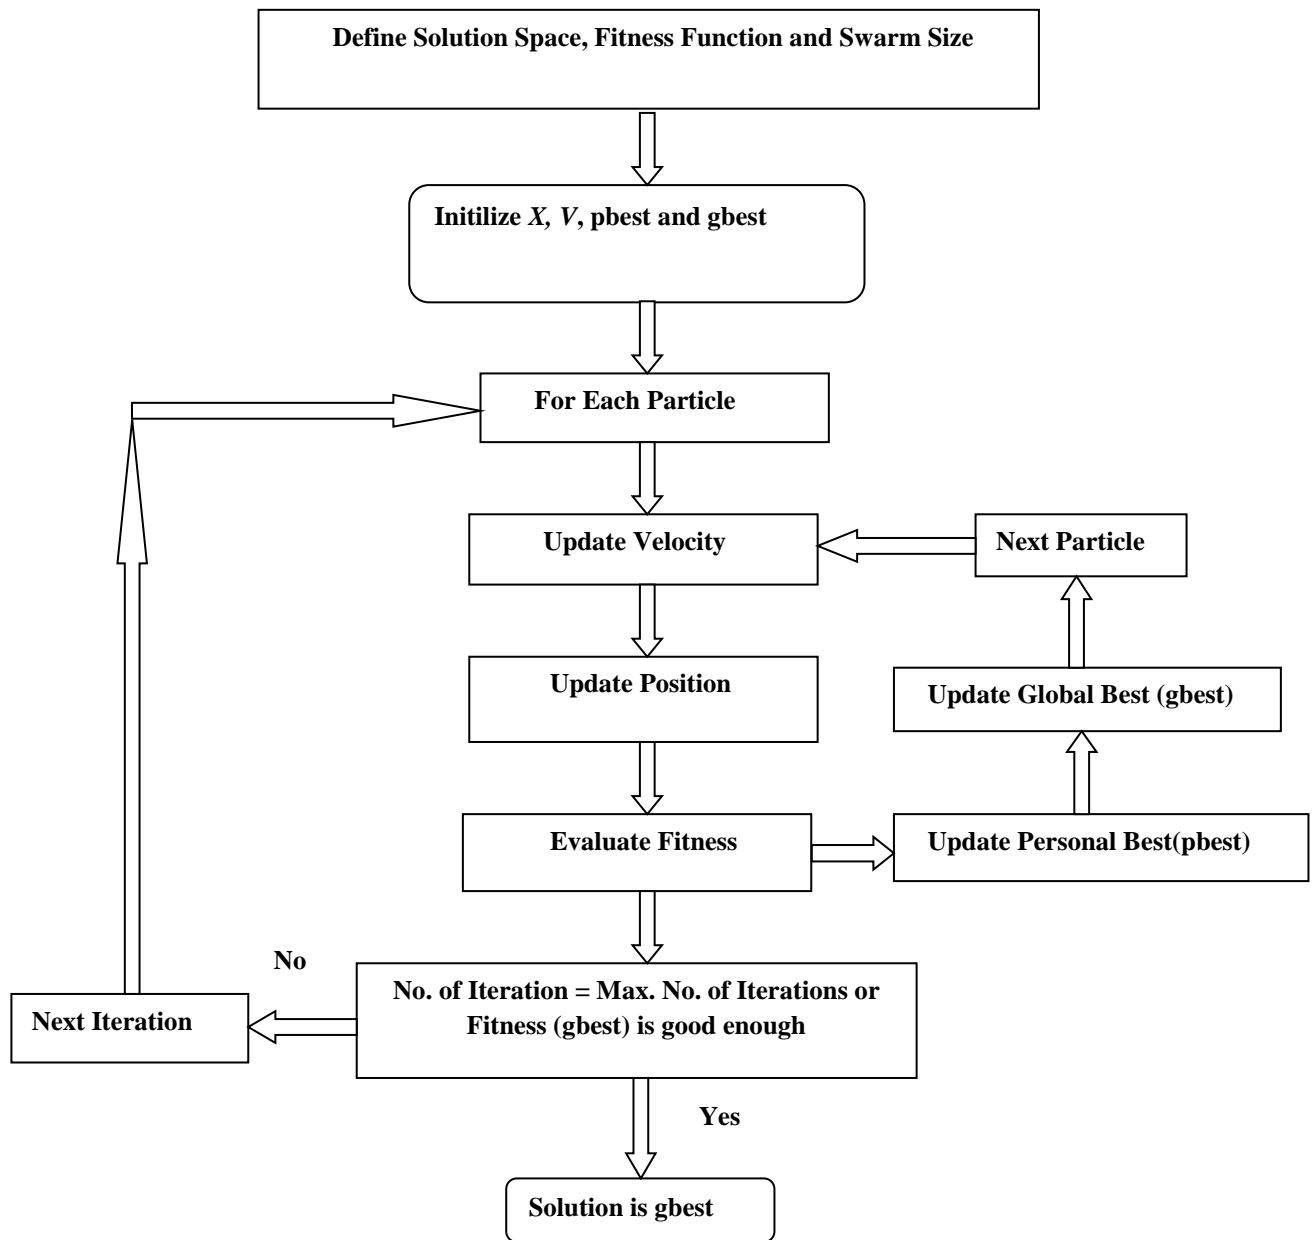 Define Solution Space, Fitness Function and Swarm Size
Initilize X, V, pbest and gbest
For Each Particle
Update Velocity
Next Particle
Update Position
Update Global Best (gbest)
Evaluate Fitness
Update Personal Best(pbest)
No
No. of Iteration = Max. No. of Iterations or
Fitness (gbest) is good enough
Next Iteration
Yes
Solution is gbest